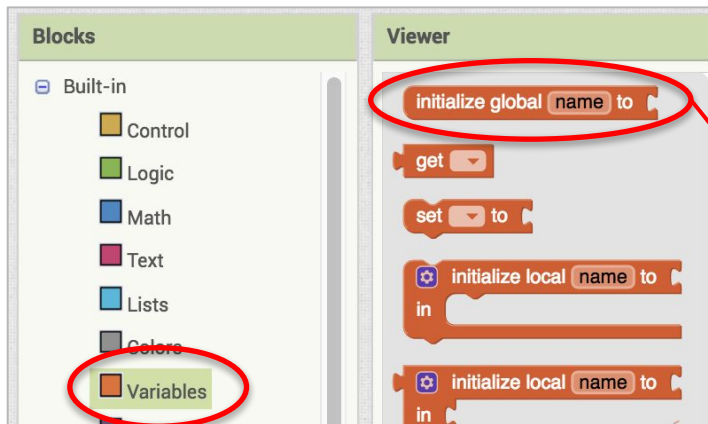 Blocks
Viewer
Built-in
Control
Logic
Math
Text
Lists
Colors
Variables
initialize global name to
get
set to
initialize local name to
in
initialize local name to
in